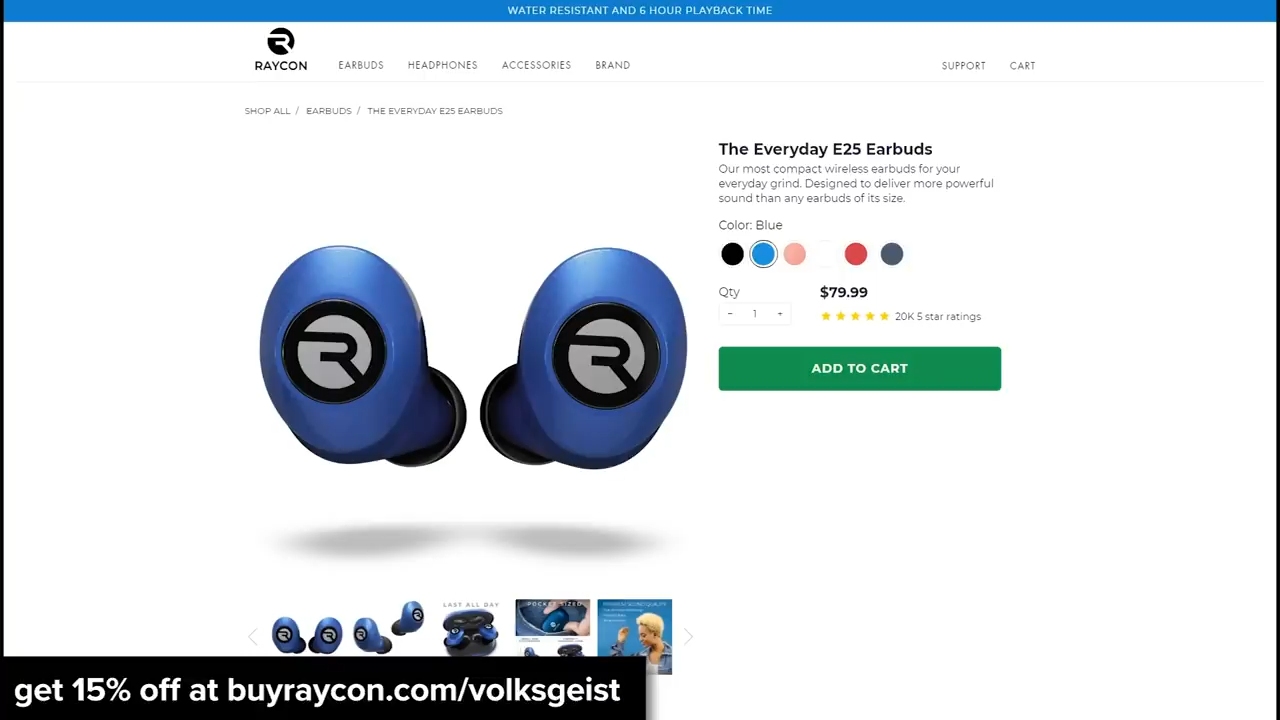 WATER RESISTANT AND 6 HOUR PLAYBACK TIME
RAYCON
EARBUDS
HEADPHONES
ACCESSORIES
BRAND
SUPPORT
CART
SHOP ALL / EARBUDS / THE EVERYDAY E25 EARBUDS
The Everyday E25 Earbuds
Our most compact wireless earbuds for your
everyday grind. Designed to deliver more powerful
sound than any earbuds of its size.
Color: Blue
Qty
$79.99
- 1 +
20K 5 star ratings
ADD TO CART
LAST ALL DAY
POCKET SIZED
get 15% off at buyraycon.com/volksgeist